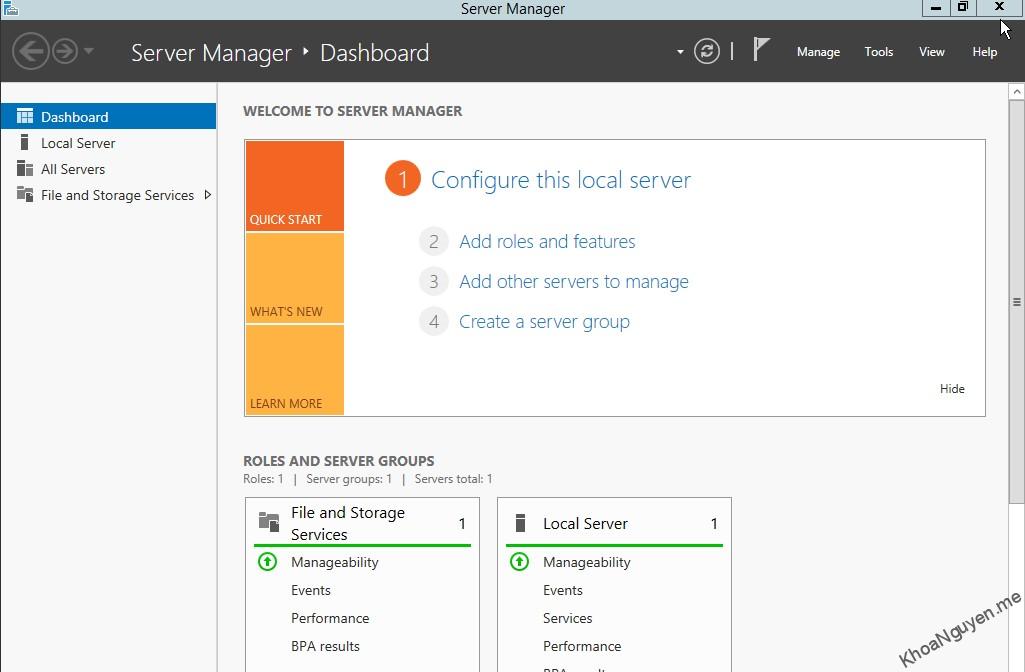 Server Manager
Server Manager ‣ Dashboard
Manage Tools View Help
Dashboard
Local Server
All Servers
File and Storage Services
WELCOME TO SERVER MANAGER
QUICK START
WHAT'S NEW
LEARN MORE
1 Configure this local server
2 Add roles and features
3 Add other servers to manage
4 Create a server group
Hide
ROLES AND SERVER GROUPS
Roles: 1 | Server groups: 1 | Servers total: 1
File and Storage
Services
1
Manageability
Events
Performance
BPA results
Local Server 1
Manageability
Events
Services
Performance
BPA results
KhoaNguyen.me